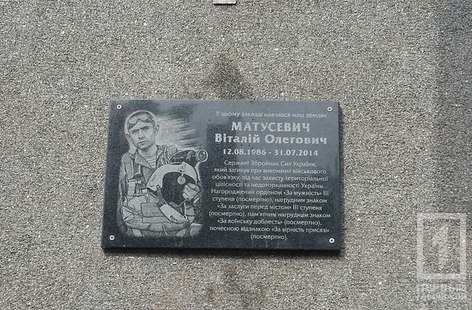 У цьому закладі навчався наш земляк
МАТУСЕВИЧ
Віталій Олегович
12.08.1986 - 31.07.2014
Сержант Збройних Сил України,
який загинув при виконанні військового
обов'язку, під час захисту територіальної
цілісності та недоторканності України.
Нагороджений орденом «За мужність» III
ступеня (посмертно), нагрудним знаком
«За заслуги перед містом» III ступеня
(посмертно), пам'ятним нагрудним знаком
«За воїнську доблесть» (посмертно),
почесною відзнакою «За вірність присязі»
(посмертно).
ПЕРВЫЙ